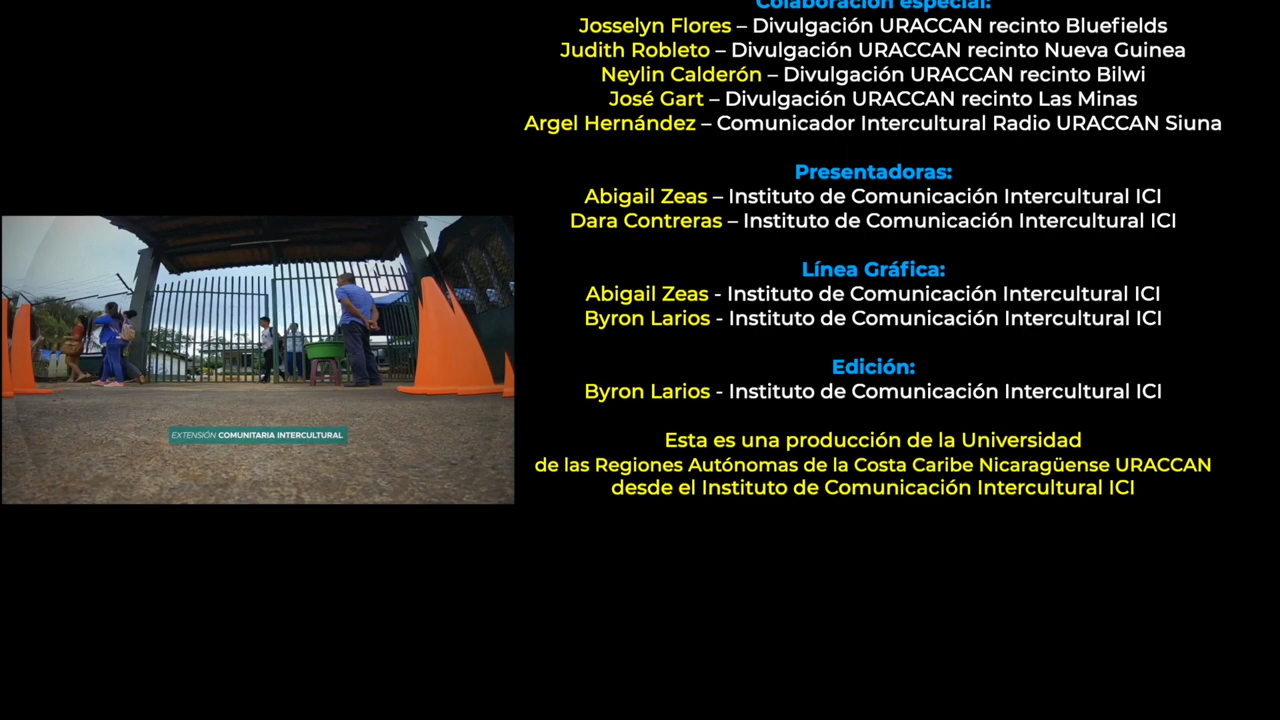 Colaboración especial:
Josselyn Flores – Divulgación URACCAN recinto Bluefields
Judith Robleto – Divulgación URACCAN recinto Nueva Guinea
Neylin Calderón – Divulgación URACCAN recinto Bilwi
José Gart – Divulgación URACCAN recinto Las Minas
Argel Hernández – Comunicador Intercultural Radio URACCAN Siuna
Presentadoras:
Abigail Zeas – Instituto de Comunicación Intercultural ICI
Dara Contreras – Instituto de Comunicación Intercultural ICI
Línea Gráfica:
Abigail Zeas - Instituto de Comunicación Intercultural ICI
Byron Larios - Instituto de Comunicación Intercultural ICI
Edición:
Byron Larios - Instituto de Comunicación Intercultural ICI
Esta es una producción de la Universidad
de las Regiones Autónomas de la Costa Caribe Nicaragüense URACCAN
desde el Instituto de Comunicación Intercultural ICI
EXTENSIÓN COMUNITARIA INTERCULTURAL